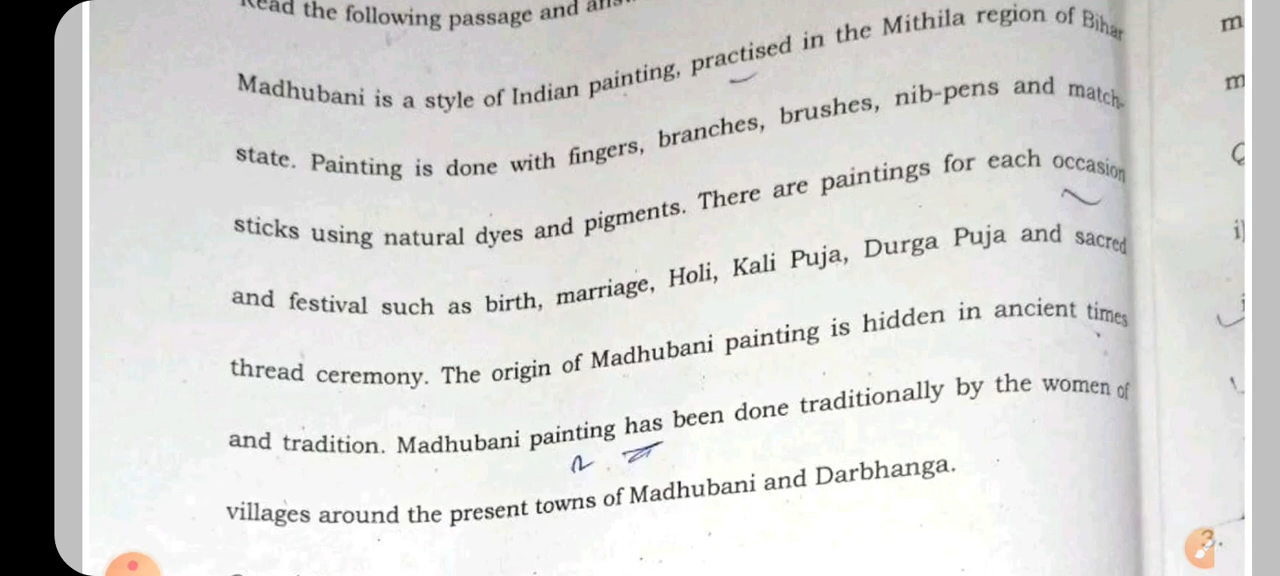 Read the following passage and
Madhubani is a style of Indian painting, practised in the Mithila region of Bihar
state. Painting is done with fingers, branches, brushes, nib-pens and match-
sticks using natural dyes and pigments. There are paintings for each occasion
and festival such as birth, marriage, Holi, Kali Puja, Durga Puja and sacred
thread ceremony. The origin of Madhubani painting is hidden in ancient times
and tradition. Madhubani painting has been done traditionally by the women of
villages around the present towns of Madhubani and Darbhanga.
m
m
i)
3.